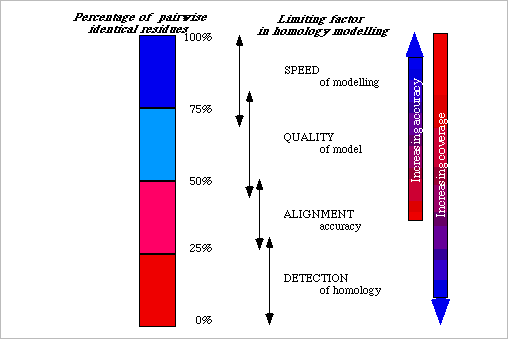 Percentage of pairwise
identical residues
Limiting factor
in homology modelling
100%
SPEED
of modelling
75%
QUALITY
of model
50%
ALIGNMENT
accuracy
25%
DETECTION
of homology
0%
Increasing accuracy
Increasing coverage